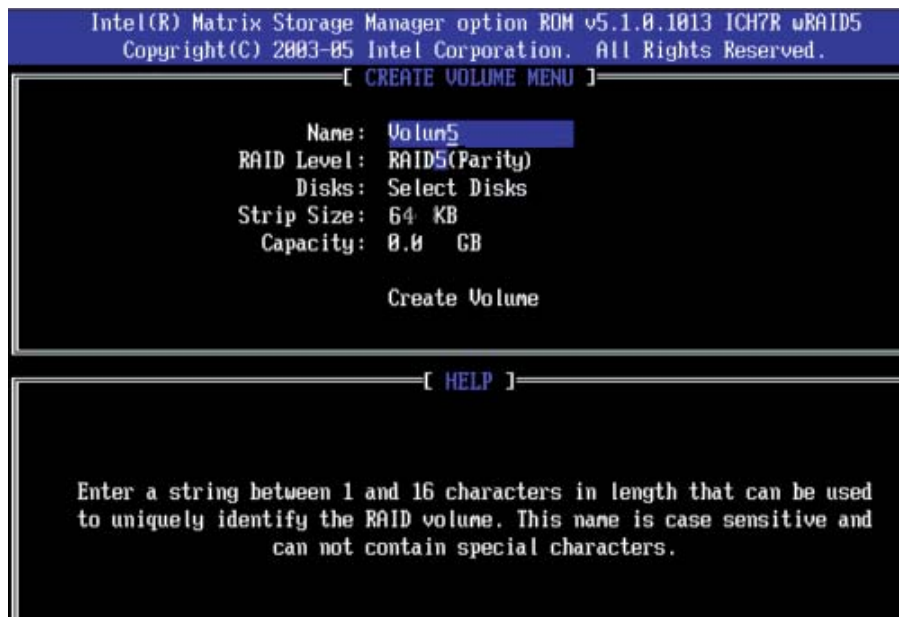 Intel(R) Matrix Storage Manager option ROM v5.1.0.1013 ICH7R wRAID5
Copyright(C) 2003-05 Intel Corporation. All Rights Reserved.
[ CREATE VOLUME MENU ]
Name: Volum5
RAID Level: RAID5(Parity)
Disks: Select Disks
Strip Size: 64 KB
Capacity: 0.0 GB
Create Volume
[ HELP ]
Enter a string between 1 and 16 characters in length that can be used
to uniquely identify the RAID volume. This name is case sensitive and
can not contain special characters.